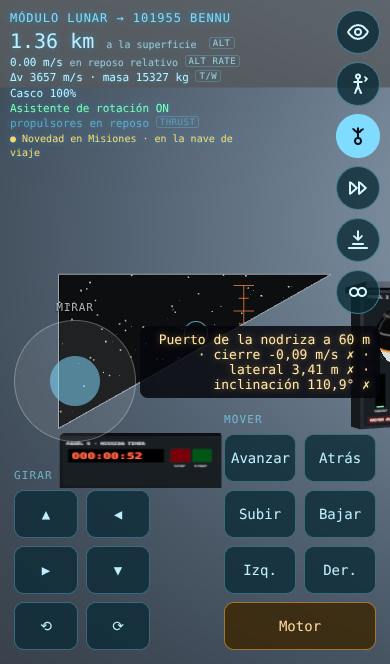 MÓDULO LUNAR → 101955 BENNU
1.36 km a la superficie ALT
0.00 m/s en reposo relativo ALT RATE
Δv 3657 m/s · masa 15327 kg T/W
Casco 100%
Asistente de rotación ON
propulsores en reposo THRUST
● Novedad en Misiones · en la nave de
viaje
MIRAR
Puerto de la nodriza a 60 m
· cierre -0,09 m/s ✗ ·
lateral 3,41 m ✗ ·
inclinación 110,9° ✗
MOVER
000:00:52
GIRAR
Avanzar Atrás
▲ ◄
Subir Bajar
► ▼
Izq. Der.
⟲ ⟳
Motor